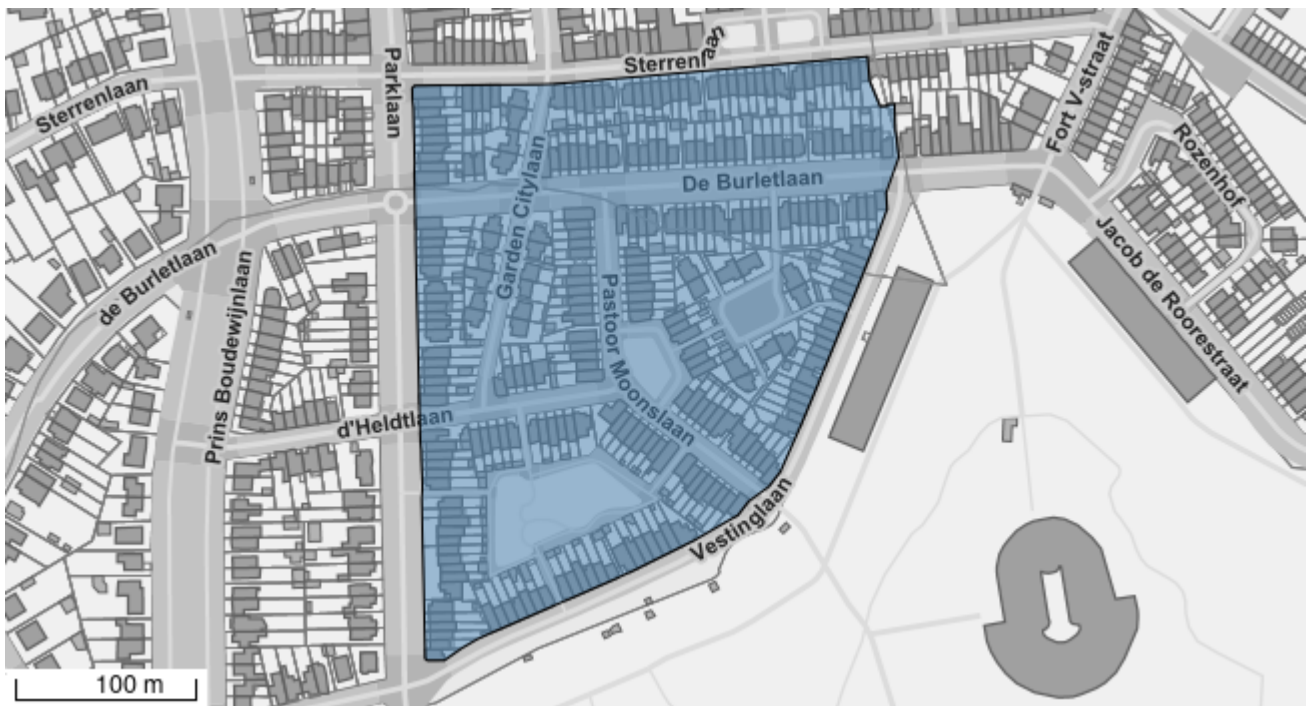 Sterrenlaan
Parklaan
Sterrenlaan
Fort V-straat
Rozenhof
Garden Citylaan
De Burletlaan
de Burletlaan
Prins Boudewijnlaan
Pastoor Moonslaan
Jacob de Roorestraat
d'Heldtlaan
Vestinglaan
100 m